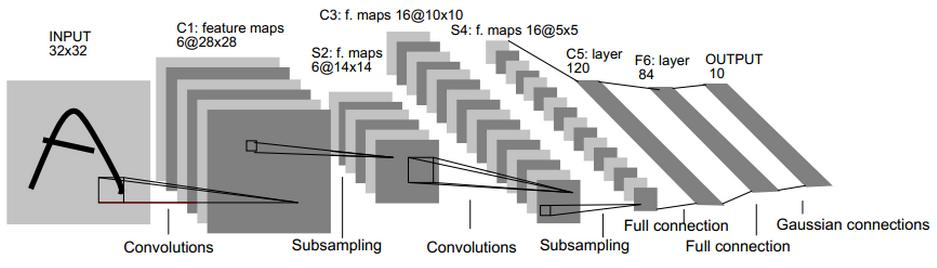 INPUT
32x32
C1: feature maps
6@28x28
S2: f. maps
6@14x14
C3: f. maps 16@10x10
S4: f. maps 16@5x5
C5: layer
120
F6: layer
84
OUTPUT
10
A
Convolutions
Subsampling
Convolutions
Subsampling
Full connection
Full connection
Gaussian connections